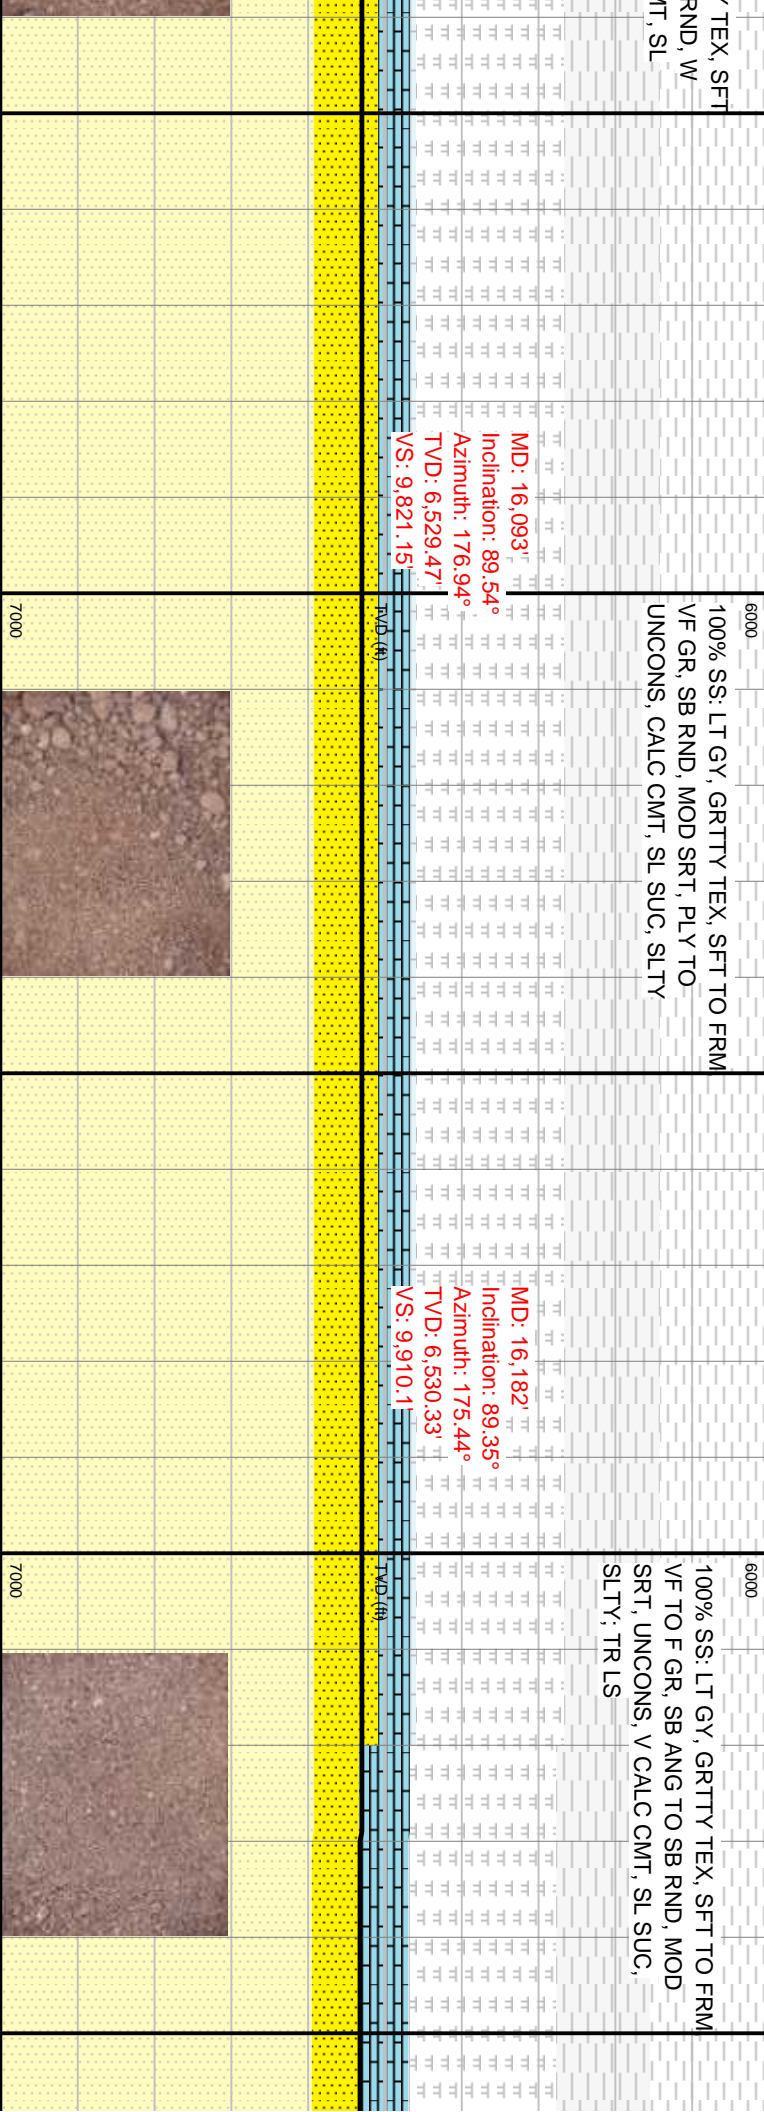 Y TEX, SFT
RND, W
MT, SL
MD: 16,093'
Inclination: 89.54°
Azimuth: 176.94°
TVD: 6,529.47'
VS: 9,821.15'
6000
TVD (ft)
7000
100% SS: LT GY, GRTTY TEX, SFT TO FRM
VF GR, SB RND, MOD SRT, PLY TO
UNCONS, CALC CMT, SL SUC, SLTY
MD: 16,182'
Inclination: 89.35°
Azimuth: 175.44°
TVD: 6,530.33'
VS: 9,910.1'
6000
TVD (ft)
7000
100% SS: LT GY, GRTTY TEX, SFT TO FRM
VF TO F GR, SB ANG TO SB RND, MOD
SRT, UNCONS, V CALC CMT, SL SUC,
SLTY; TR LS